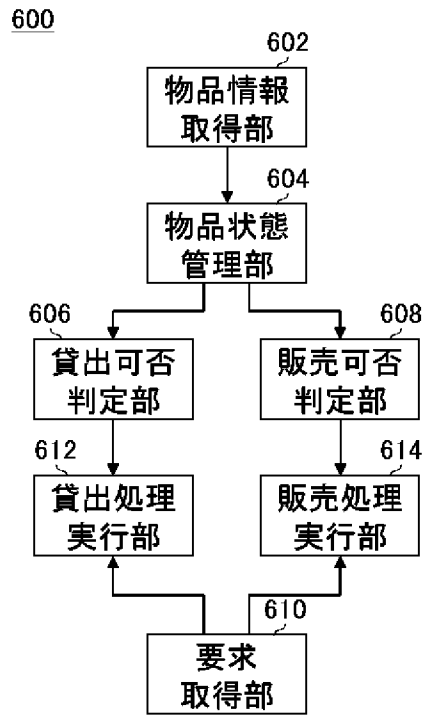 600
602
物品情報
取得部
604
物品状態
管理部
606
貸出可否
判定部
608
販売可否
判定部
612
貸出処理
実行部
614
販売処理
実行部
610
要求
取得部